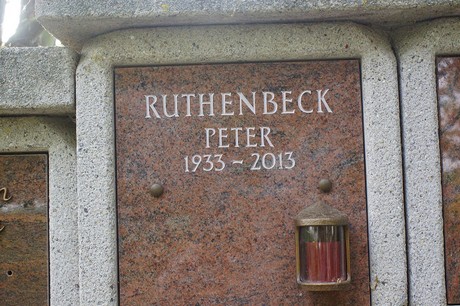 RUTHENBECK
PETER
1933 ~ 2013